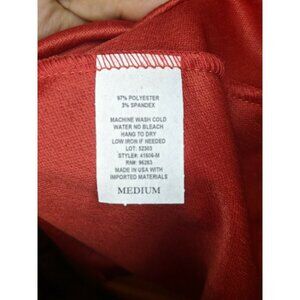 97% POLYESTER
3% SPANDEX
MACHINE WASH COLD
WATER NO BLEACH
HANG TO DRY
LOW IRON IF NEEDED
LOT: 52303
STYLE#: 41606-M
RN#: 96263
MADE IN USA WITH
IMPORTED MATERIALS
MEDIUM